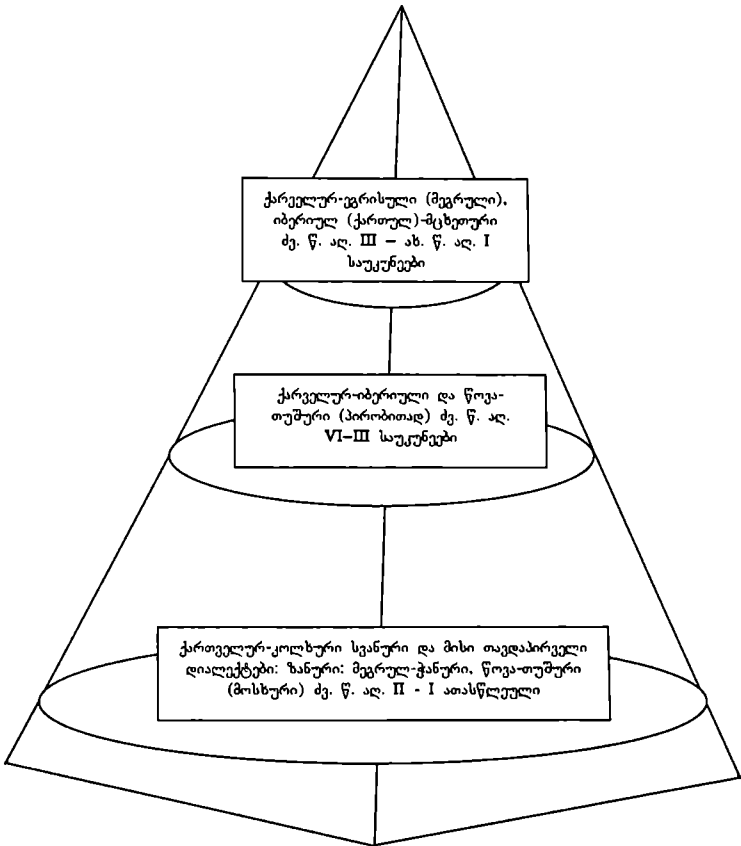 ქარველურ-ეგრისული (მეგრული),
იბერიულ (ქართულ)-მცხეთური
ძვ. წ. აღ. III – ახ. წ. აღ. I
საუკუნეები
ქარველურ-იბერიული და წოვა-
თუშური (პირობითად) ძვ. წ. აღ.
VI–III საუკუნეები
ქართველურ-კოლხური სვანური და მისი თავდაპირველი
დიალექტები: ზანური: მეგრულ-ჭანური, წოვა-თუშური
(მოსხური) ძვ. წ. აღ. II - I ათასწლეული